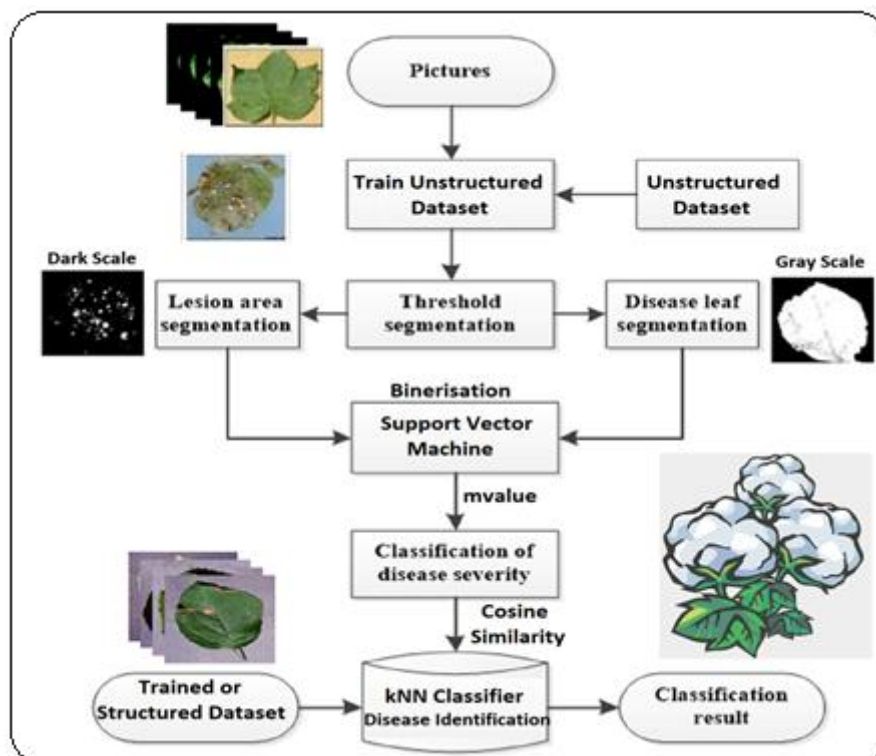 Pictures
Train Unstructured
Dataset
Unstructured
Dataset
Dark Scale
Lesion area
segmentation
Threshold
segmentation
Disease leaf
segmentation
Gray Scale
Binerisation
Support Vector
Machine
mvalue
Classification of
disease severity
Cosine
Similarity
Trained or
Structured Dataset
kNN Classifier
Disease Identification
Classification
result